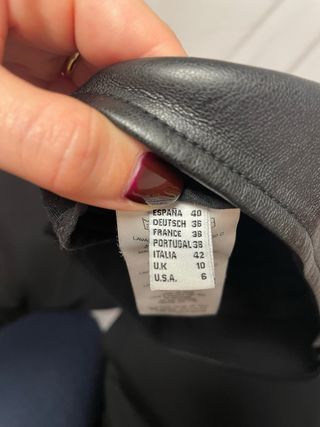 ESPAÑA 40
DEUTSCH 36
FRANCE 38
PORTUGAL 38
ITALIA 42
U.K 10
U.S.A. 6